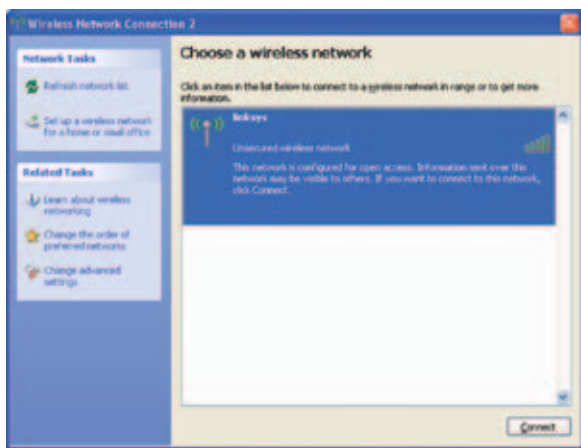 Wireless Network Connection 2
Network Tasks
Refresh network list
Set up a wireless network
for a home or small office
Related Tasks
Learn about wireless
networking
Change the order of
preferred networks
Change advanced
settings
Choose a wireless network
Click an item in the list below to connect to a wireless network in range or to get more
information.
linksys
Unsecured wireless network
This network is configured for open access. Information sent over this
network may be visible to others. If you want to connect to this network,
click Connect.
Connect